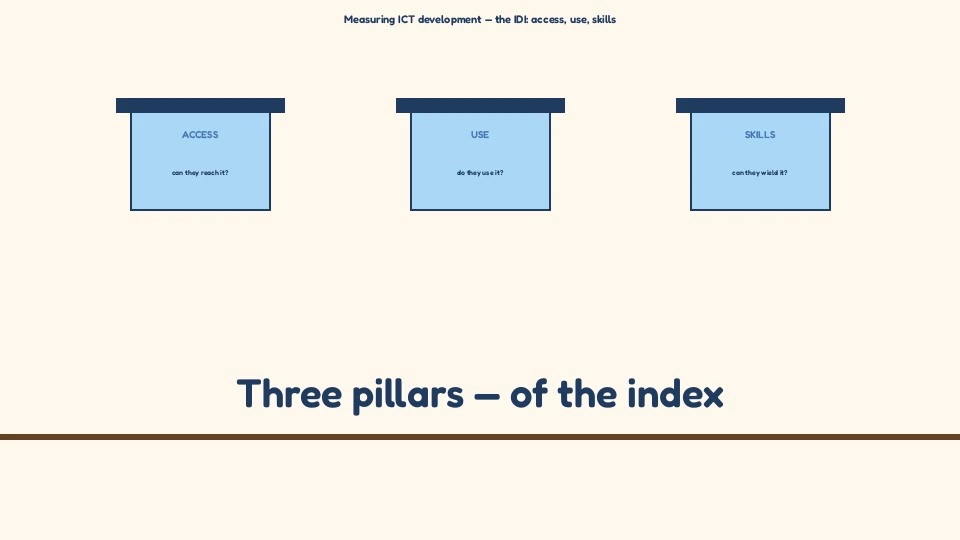 Measuring ICT development — the IDI: access, use, skills
ACCESS
can they reach it?
USE
do they use it?
SKILLS
can they wield it?
Three pillars — of the index